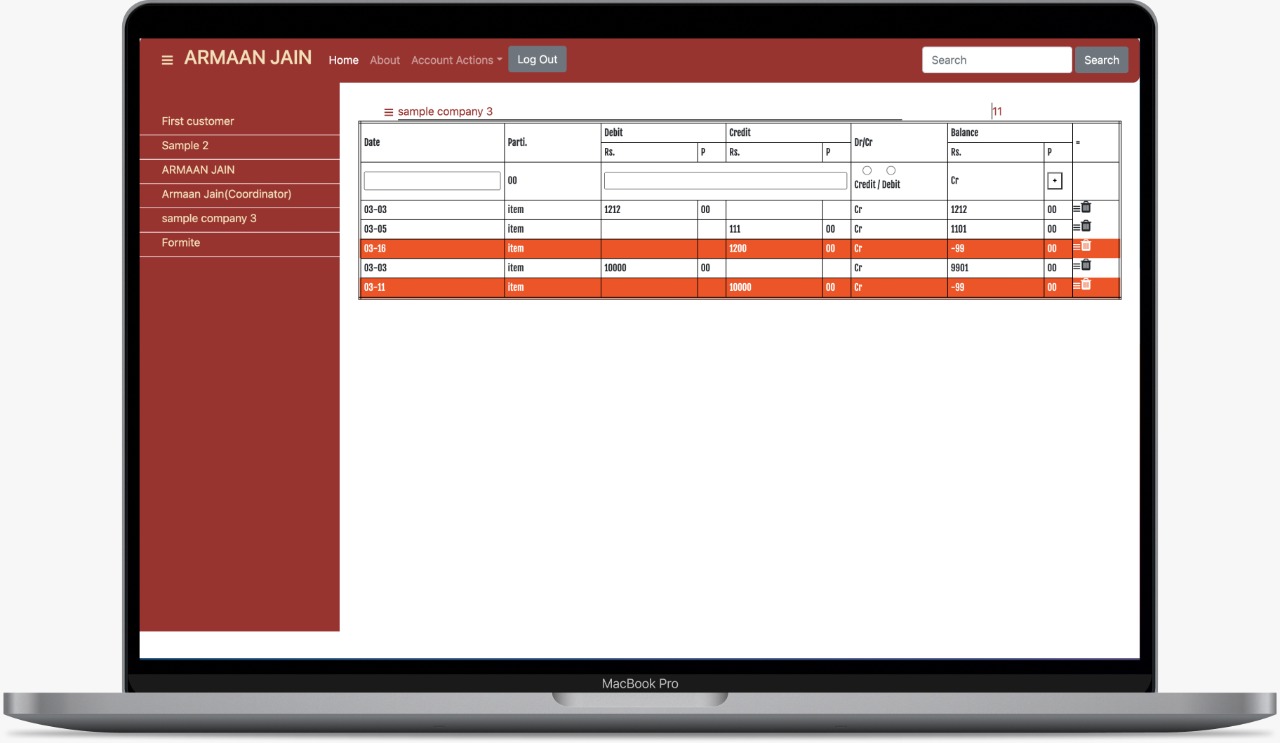 ARMAAN JAIN Home About Account Actions Log Out Search Search
First customer
Sample 2
ARMAAN JAIN
Armaan Jain(Coordinator)
sample company 3
Formite
sample company 3 11
Date Parti. Debit Credit Dr/Cr Balance =
Rs. P Rs. P Rs. P
00 Credit / Debit Cr +
03-03 item 1212 00 Cr 1212 00
03-05 item 111 00 Cr 1101 00
03-16 item 1200 00 Cr -99 00
03-03 item 10000 00 Cr 9901 00
03-11 item 10000 00 Cr -99 00
MacBook Pro